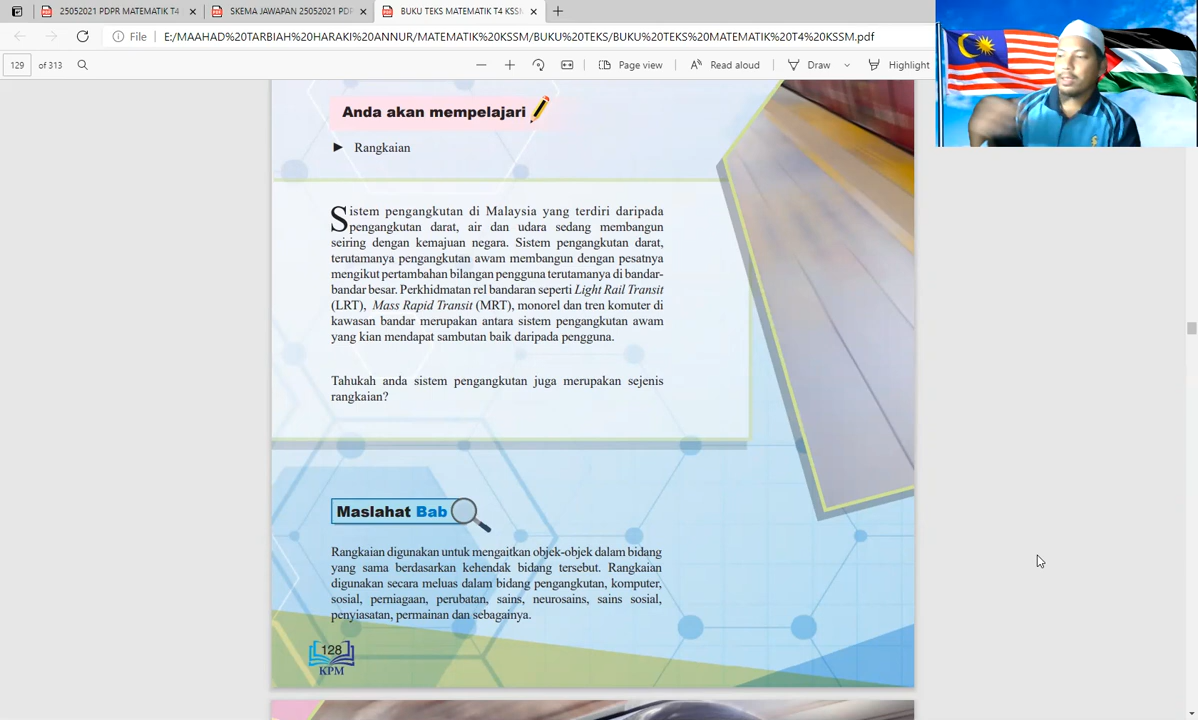 25052021 PDPR MATEMATIK T4
SKEMA JAWAPAN 25052021 PDP
BUKU TEKS MATEMATIK T4 KSS
File
E:/MAAHAD%20TARBIAH%20HARAKI%20ANNUR/MATEMATIK%20KSSM/BUKU%20TEKS/BUKU%20TEKS%20MATEMATIK%20T4%20KSSM.pdf
129 of 313
Page view
Read aloud
Draw
Highlight
Anda akan mempelajari
Rangkaian
Sistem pengangkutan di Malaysia yang terdiri daripada
pengangkutan darat, air dan udara sedang membangun
seiring dengan kemajuan negara. Sistem pengangkutan darat,
terutamanya pengangkutan awam membangun dengan pesatnya
mengikut pertambahan bilangan pengguna terutamanya di bandar-
bandar besar. Perkhidmatan rel bandaran seperti Light Rail Transit
(LRT), Mass Rapid Transit (MRT), monorel dan tren komuter di
kawasan bandar merupakan antara sistem pengangkutan awam
yang kian mendapat sambutan baik daripada pengguna.
Tahukah anda sistem pengangkutan juga merupakan sejenis
rangkaian?
Maslahat Bab
Rangkaian digunakan untuk mengaitkan objek-objek dalam bidang
yang sama berdasarkan kehendak bidang tersebut. Rangkaian
digunakan secara meluas dalam bidang pengangkutan, komputer,
sosial, perniagaan, perubatan, sains, neurosains, sains sosial,
penyiasatan, permainan dan sebagainya.
128
KPM